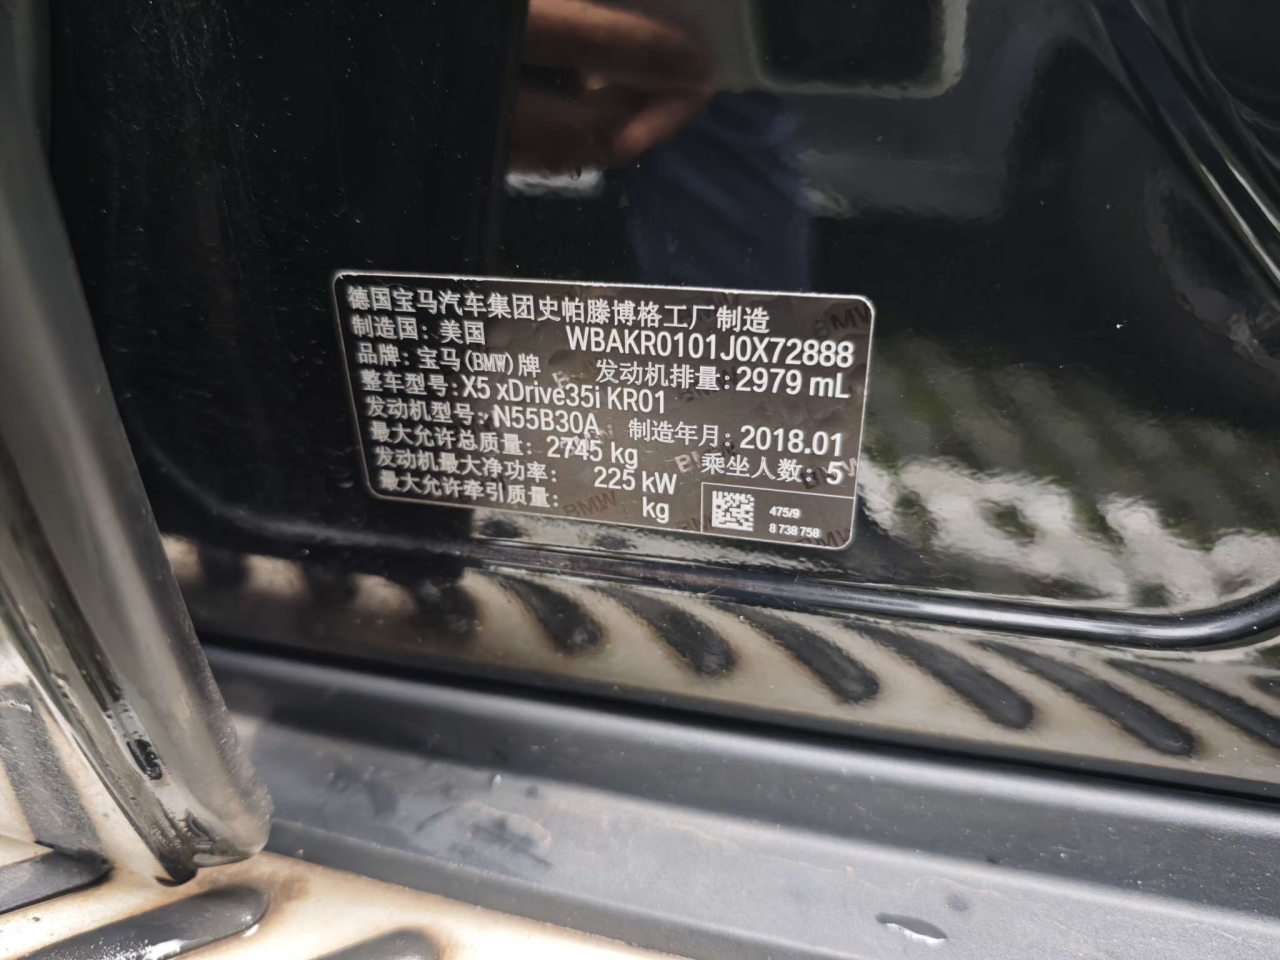 德国宝马汽车集团史帕滕博格工厂制造
制造国: 美国 WBAKR0101J0X72888
品牌: 宝马(BMW)牌 发动机排量: 2979 mL
整车型号: X5 xDrive35i KR01
发动机型号: N55B30A 制造年月: 2018.01
最大允许总质量: 2745 kg 乘坐人数: 5
发动机最大净功率: 225 kW
最大允许牵引质量: kg
475/9
8 738 758